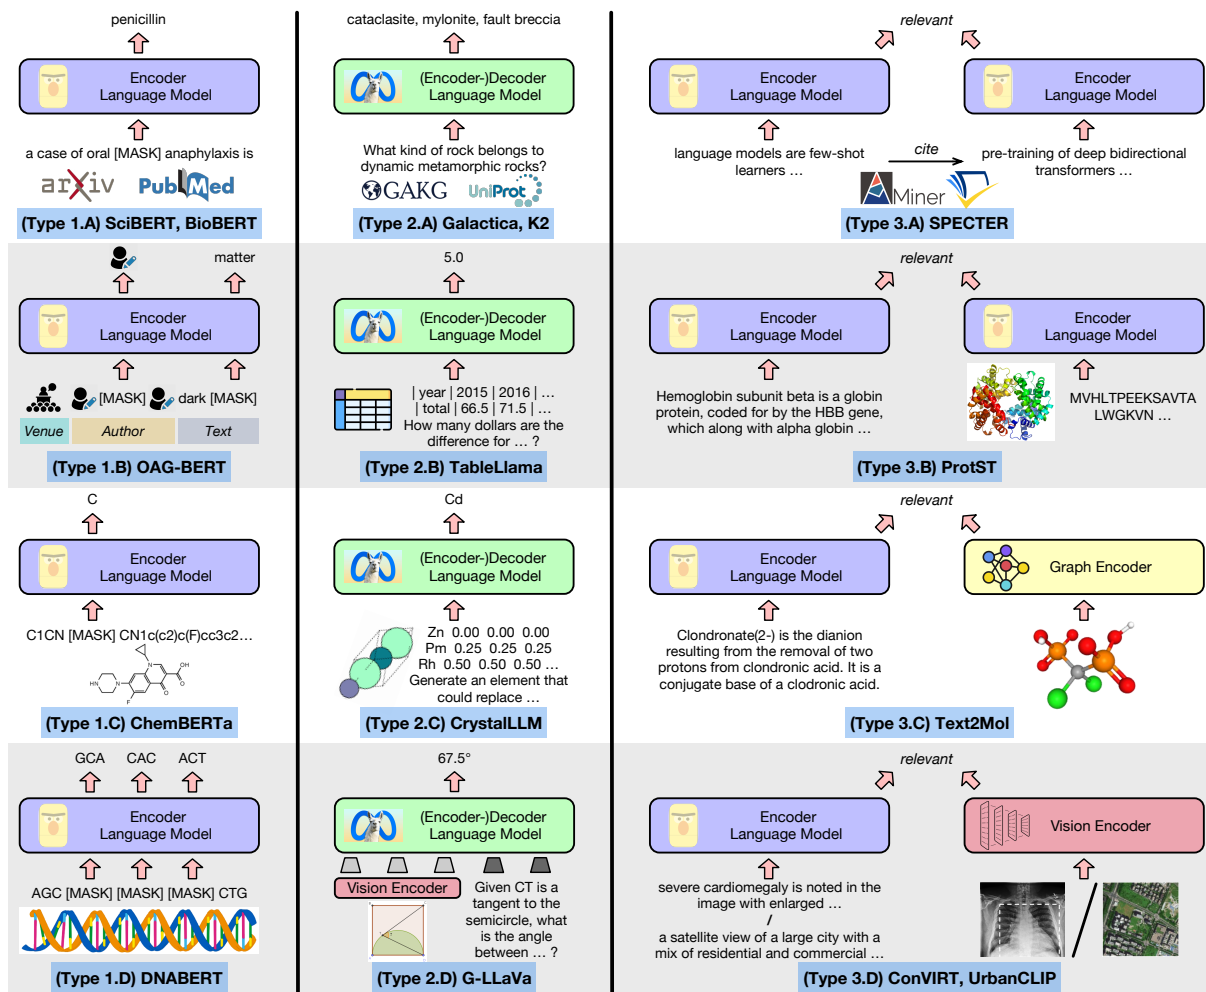 penicillin
Encoder
Language Model
a case of oral [MASK] anaphylaxis is
arXiv
PubMed
(Type 1.A) SciBERT, BioBERT
cataclasite, mylonite, fault breccia
(Encoder-)Decoder
Language Model
What kind of rock belongs to
dynamic metamorphic rocks?
GAKG
UniProt
(Type 2.A) Galactica, K2
relevant
Encoder
Language Model
Encoder
Language Model
language models are few-shot
learners …
cite
pre-training of deep bidirectional
transformers …
AMiner
(Type 3.A) SPECTER
matter
Encoder
Language Model
[MASK]
dark [MASK]
Venue
Author
Text
(Type 1.B) OAG-BERT
5.0
(Encoder-)Decoder
Language Model
| year | 2015 | 2016 | …
| total | 66.5 | 71.5 | …
How many dollars are the
difference for … ?
(Type 2.B) TableLlama
relevant
Encoder
Language Model
Encoder
Language Model
Hemoglobin subunit beta is a globin
protein, coded for by the HBB gene,
which along with alpha globin …
MVHLTPEEKSAVTA
LWGKVN …
(Type 3.B) ProtST
C
Encoder
Language Model
C1CN [MASK] CN1c(c2)c(F)cc3c2…
HN
N
N
F
O
O
OH
(Type 1.C) ChemBERTa
Cd
(Encoder-)Decoder
Language Model
Zn 0.00 0.00 0.00
Pm 0.25 0.25 0.25
Rh 0.50 0.50 0.50 …
Generate an element that
could replace …
(Type 2.C) CrystalLLM
relevant
Encoder
Language Model
Graph Encoder
Clondronate(2-) is the dianion
resulting from the removal of two
protons from clondronic acid. It is a
conjugate base of a clodronic acid.
(Type 3.C) Text2Mol
GCA CAC ACT
Encoder
Language Model
AGC [MASK] [MASK] [MASK] CTG
(Type 1.D) DNABERT
67.5°
(Encoder-)Decoder
Language Model
Vision Encoder
Given CT is a
tangent to the
semicircle, what
is the angle
between … ?
(Type 2.D) G-LLaVa
relevant
Encoder
Language Model
Vision Encoder
severe cardiomegaly is noted in the
image with enlarged …
/
a satellite view of a large city with a
mix of residential and commercial …
(Type 3.D) ConVIRT, UrbanCLIP